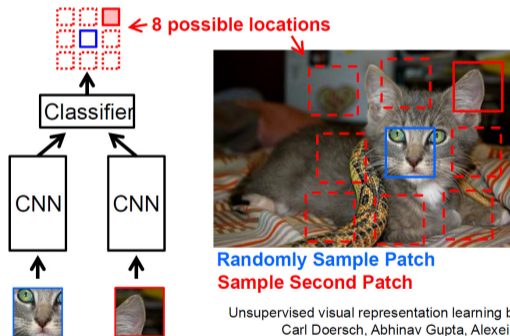 8 possible locations
Classifier
CNN CNN
Randomly Sample Patch
Sample Second Patch
Unsupervised visual representation learning b
Carl Doersch, Abhinav Gupta, Alexei